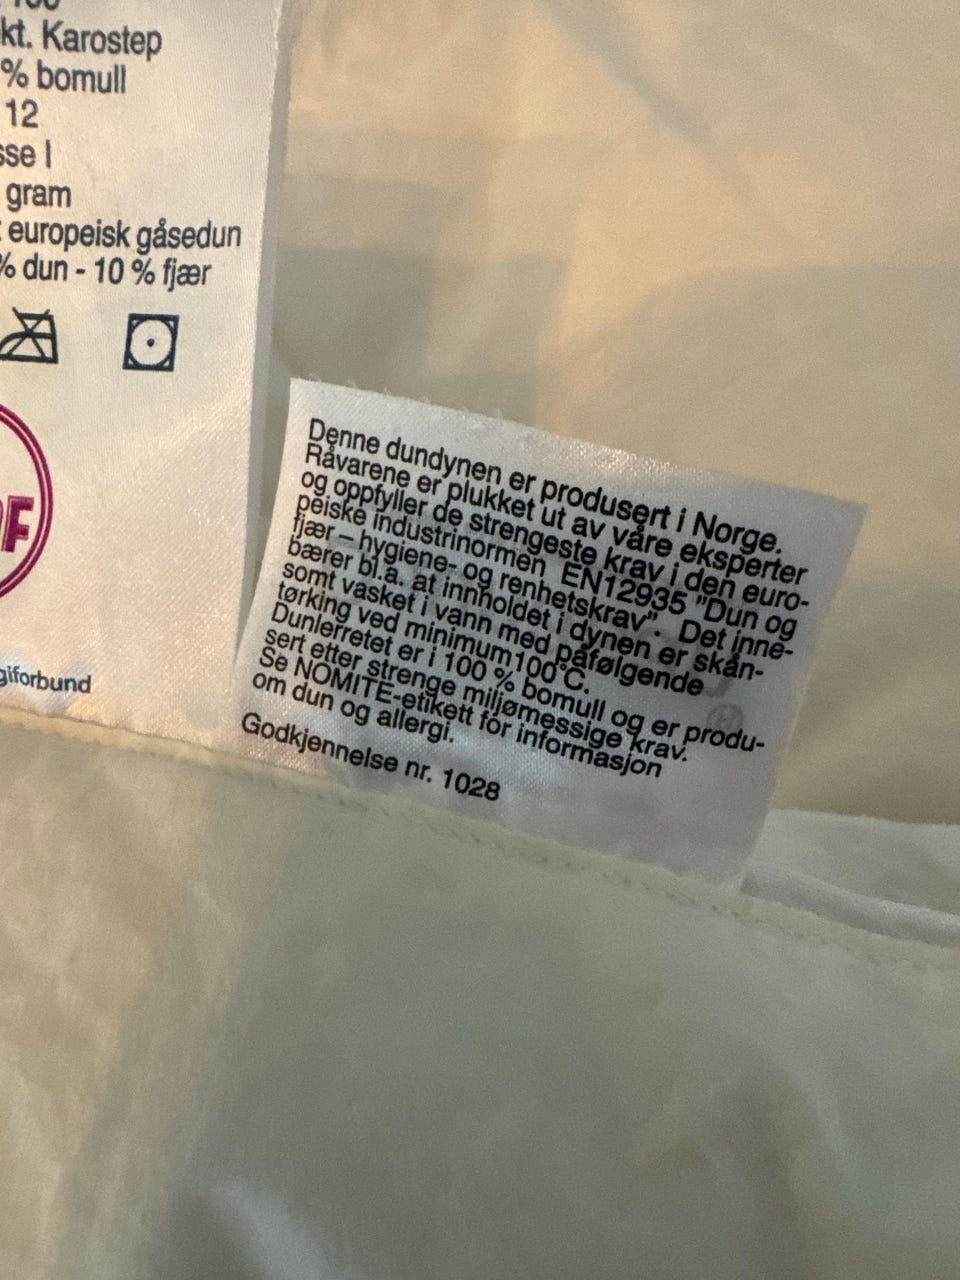 kt. Karostep
% bomull
12
sse I
gram
europeisk gåsedun
% dun - 10 % fjær
F
giforbund
Denne dundynen er produsert i Norge.
Råvarene er plukket ut av våre eksperter
og oppfyller de strengeste krav i den euro-
peiske industrinormen EN12935 "Dun og
fjær – hygiene- og renhetskrav". Det inne-
bærer bl.a. at innholdet i dynen er skån-
somt vasket i vann med påfølgende
tørking ved minimum100°C.
Dunlerretet er i 100 % bomull og er produ-
sert etter strenge miljømessige krav.
Se NOMITE-etikett for informasjon
om dun og allergi.
Godkjennelse nr. 1028